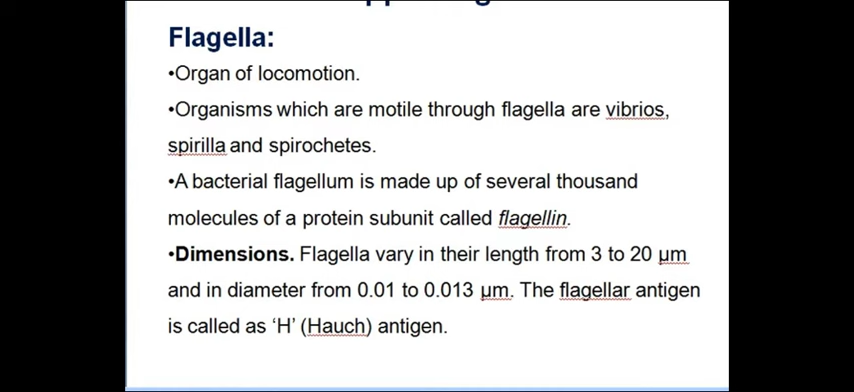 Flagella:
•Organ of locomotion.
•Organisms which are motile through flagella are vibrios,
spirilla and spirochetes.
•A bacterial flagellum is made up of several thousand
molecules of a protein subunit called flagellin.
•Dimensions. Flagella vary in their length from 3 to 20 µm
and in diameter from 0.01 to 0.013 µm. The flagellar antigen
is called as ‘H’ (Hauch) antigen.